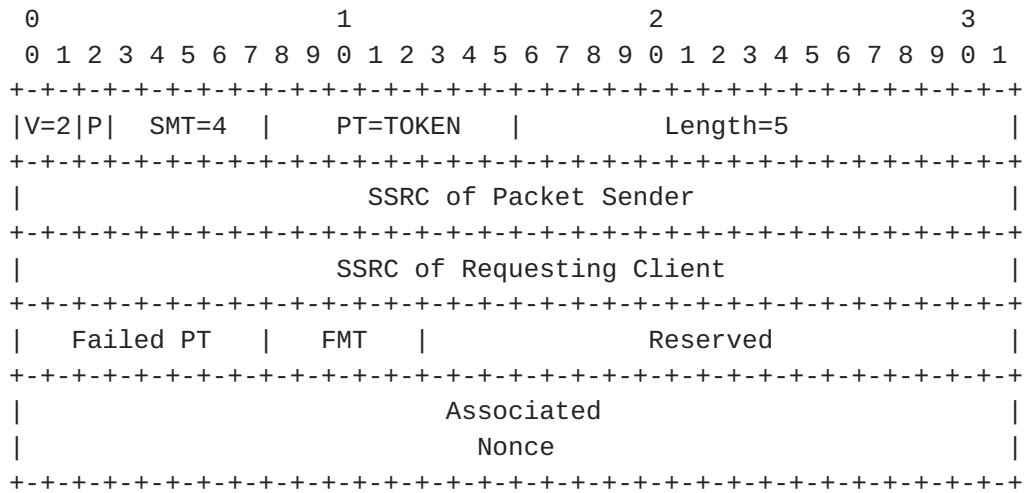 0                   1                   2                   3
 0 1 2 3 4 5 6 7 8 9 0 1 2 3 4 5 6 7 8 9 0 1 2 3 4 5 6 7 8 9 0 1
+-+-+-+-+-+-+-+-+-+-+-+-+-+-+-+-+-+-+-+-+-+-+-+-+-+-+-+-+-+-+-+-+
|V=2|P|  SMT=4  |    PT=TOKEN   |         Length=5              |
+-+-+-+-+-+-+-+-+-+-+-+-+-+-+-+-+-+-+-+-+-+-+-+-+-+-+-+-+-+-+-+-+
|                      SSRC of Packet Sender                    |
+-+-+-+-+-+-+-+-+-+-+-+-+-+-+-+-+-+-+-+-+-+-+-+-+-+-+-+-+-+-+-+-+
|                    SSRC of Requesting Client                  |
+-+-+-+-+-+-+-+-+-+-+-+-+-+-+-+-+-+-+-+-+-+-+-+-+-+-+-+-+-+-+-+-+
|   Failed PT   |   FMT   |              Reserved               |
+-+-+-+-+-+-+-+-+-+-+-+-+-+-+-+-+-+-+-+-+-+-+-+-+-+-+-+-+-+-+-+-+
|                           Associated                          |
|                             Nonce                             |
+-+-+-+-+-+-+-+-+-+-+-+-+-+-+-+-+-+-+-+-+-+-+-+-+-+-+-+-+-+-+-+-+